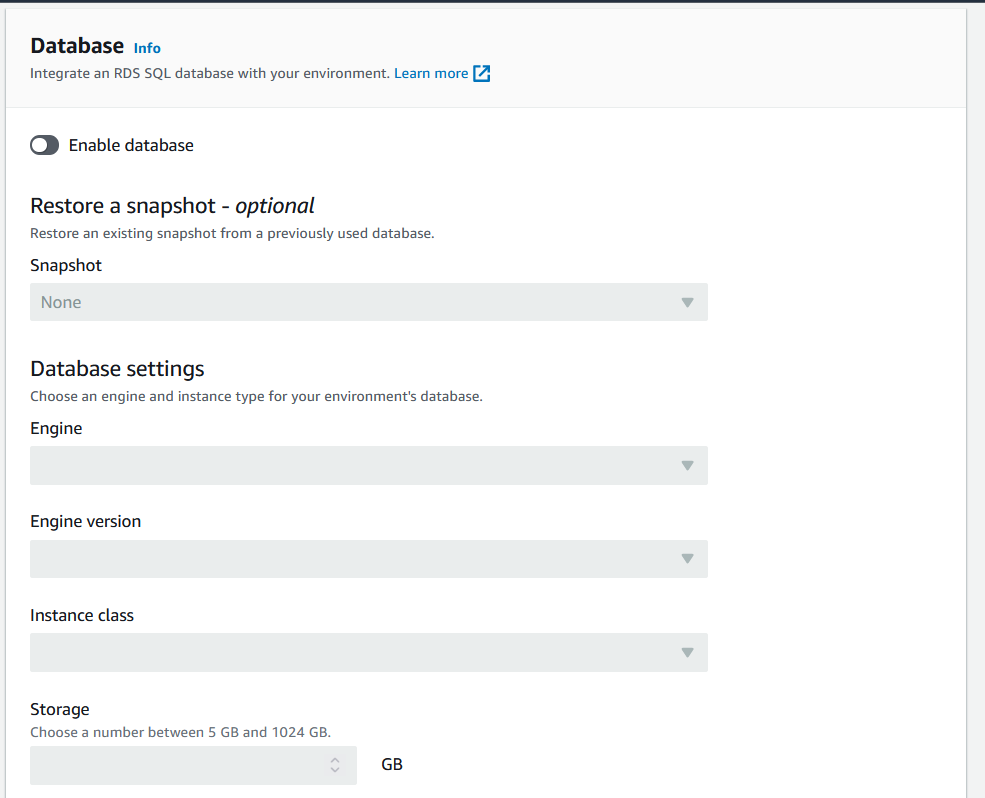 Database Info
Integrate an RDS SQL database with your environment. Learn more
Enable database
Restore a snapshot - optional
Restore an existing snapshot from a previously used database.
Snapshot
None
Database settings
Choose an engine and instance type for your environment's database.
Engine
Engine version
Instance class
Storage
Choose a number between 5 GB and 1024 GB.
GB